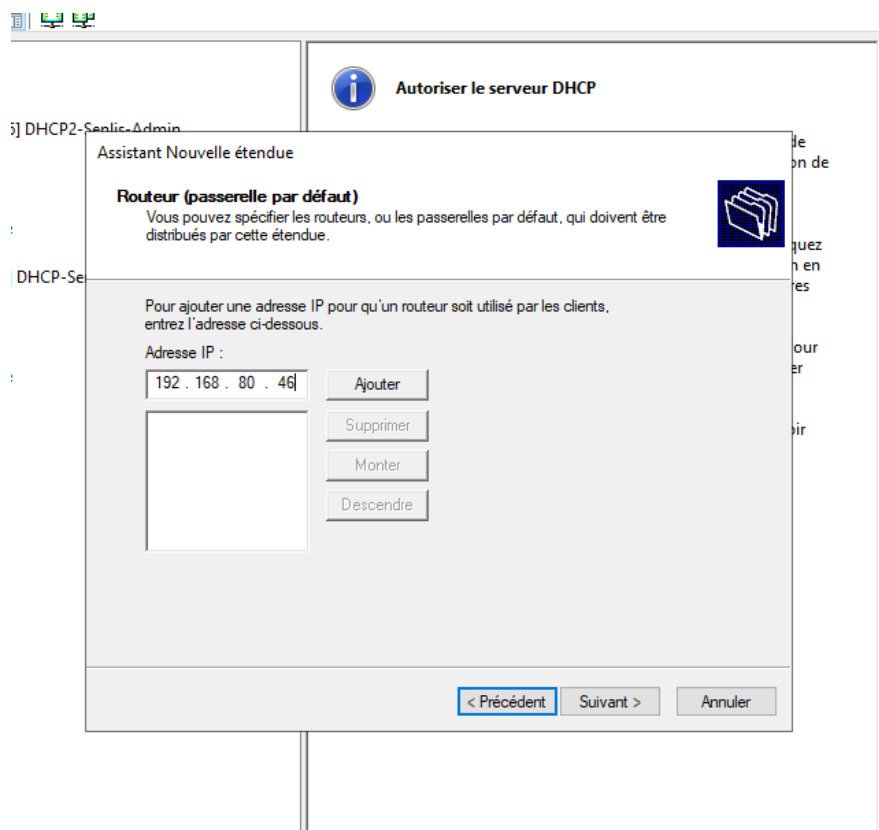 Autoriser le serveur DHCP
5] DHCP2-Senlis-Admin
de
Assistant Nouvelle étendue
on de
Routeur (passerelle par défaut)
Vous pouvez spécifier les routeurs, ou les passerelles par défaut, qui doivent être
distribués par cette étendue.
quez
n en
] DHCP-Se
res
Pour ajouter une adresse IP pour qu'un routeur soit utilisé par les clients,
entrez l'adresse ci-dessous.
Adresse IP :
our
er
192 . 168 . 80 . 46
Ajouter
Supprimer
oir
Monter
Descendre
< Précédent
Suivant >
Annuler